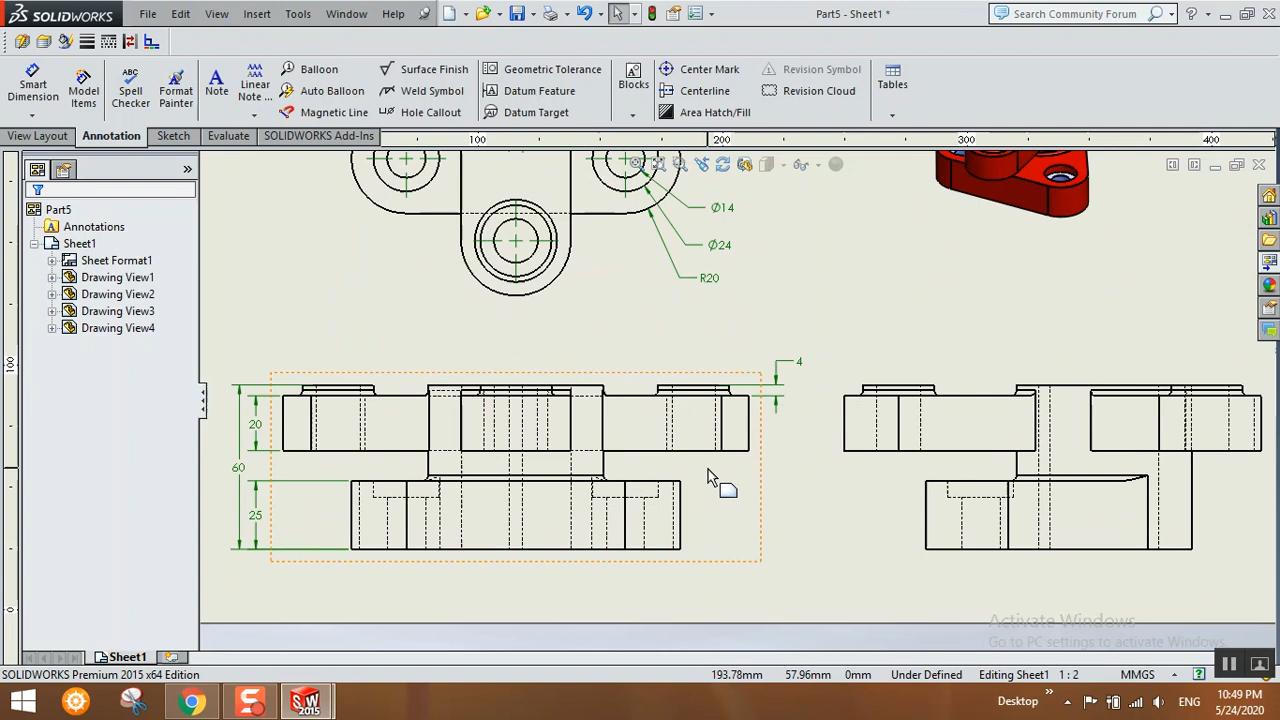 SOLIDWORKS File Edit View Insert Tools Window Help Part5 - Sheet1 * Search Community Forum
Smart Dimension
Model Items
Spell Checker
Format Painter
Note
Linear Note ...
Balloon
Auto Balloon
Magnetic Line
Surface Finish
Weld Symbol
Hole Callout
Geometric Tolerance
Datum Feature
Datum Target
Blocks
Center Mark
Centerline
Area Hatch/Fill
Revision Symbol
Revision Cloud
Tables
View Layout Annotation Sketch Evaluate SOLIDWORKS Add-Ins
100 200 300 400
Part5
Annotations
Sheet1
Sheet Format1
Drawing View1
Drawing View2
Drawing View3
Drawing View4
Ø14
Ø24
R20
100
4
20
60
25
0
Activate Windows
Go to PC settings to activate Windows.
Sheet1
SOLIDWORKS Premium 2015 x64 Edition 193.78mm 57.96mm 0mm Under Defined Editing Sheet1 1 : 2 MMGS
Desktop ENG
10:49 PM
5/24/2020